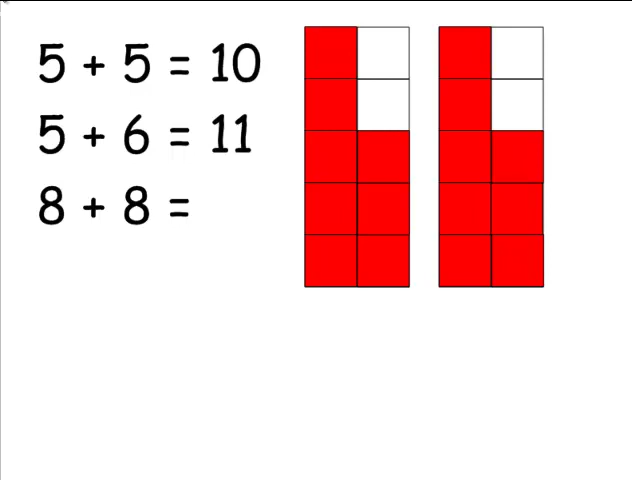 5 + 5 = 10
5 + 6 = 11
8 + 8 =